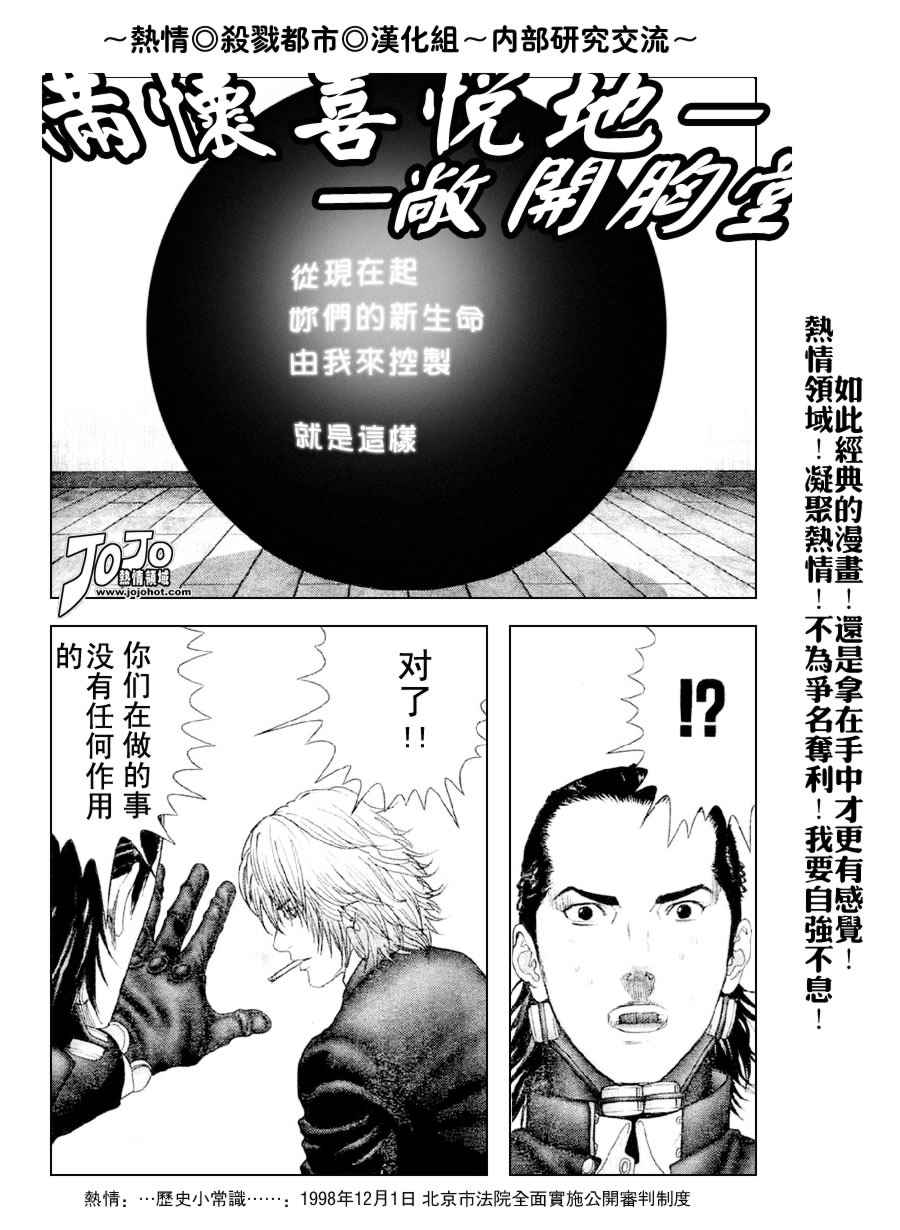 ～熱情◎殺戮都市◎漢化組～内部研究交流～
滿懷喜悅地—
—敞開胸堂
從現在起
妳們的新生命
由我來控製
就是這樣
JOJO
熱情領域
www.jojohot.com
如此經典的漫畫！還是拿在手中才更有感覺！
熱情領域！凝聚熱情！不為爭名奪利！我要自強不息！
!?
对了!!
你们在做的事
没有任何作用
的
熱情：…歷史小常識……：1998年12月1日 北京市法院全面實施公開審判制度